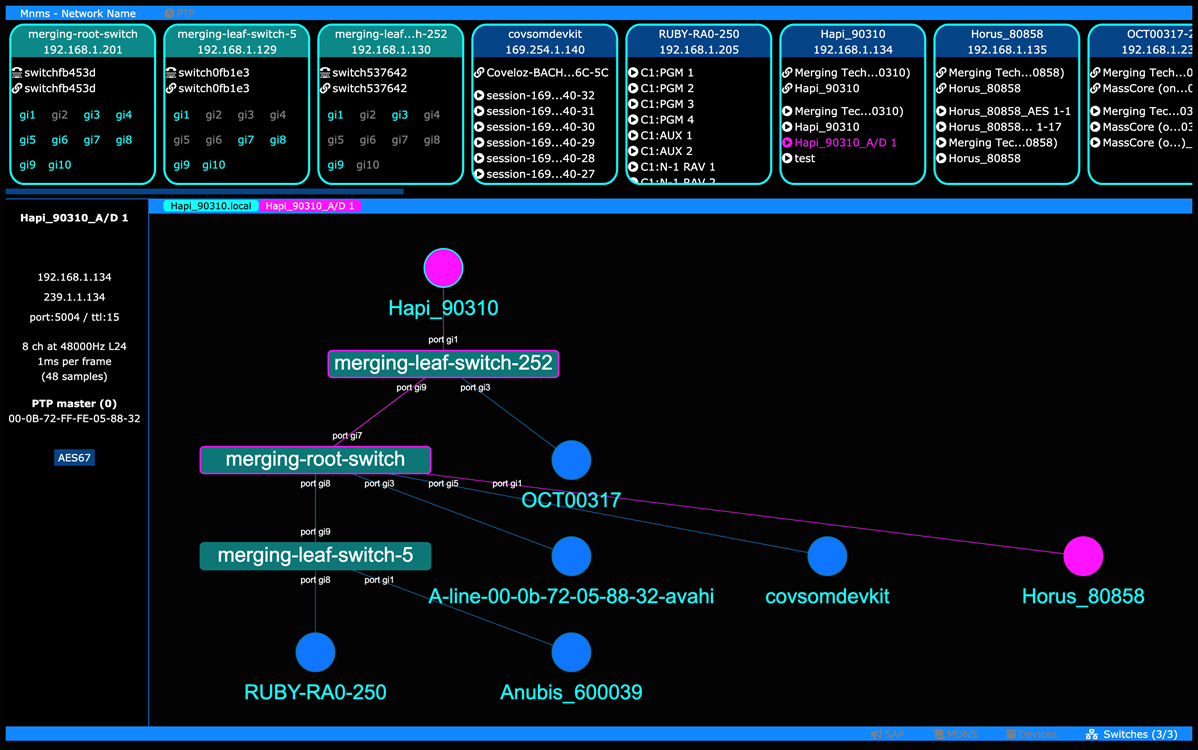 Mnms - Network Name
PTP
merging-root-switch
192.168.1.201
switchfb453d
switchfb453d
gi1 gi2 gi3 gi4
gi5 gi6 gi7 gi8
gi9 gi10
merging-leaf-switch-5
192.168.1.129
switch0fb1e3
switch0fb1e3
gi1 gi2 gi3 gi4
gi5 gi6 gi7 gi8
gi9 gi10
merging-leaf...h-252
192.168.1.130
switch537642
switch537642
gi1 gi2 gi3 gi4
gi5 gi6 gi7 gi8
gi9 gi10
covsomdevkit
169.254.1.140
Coveloz-BACH...6C-5C
session-169...40-32
session-169...40-31
session-169...40-30
session-169...40-29
session-169...40-28
session-169...40-27
RUBY-RA0-250
192.168.1.205
C1:PGM 1
C1:PGM 2
C1:PGM 3
C1:PGM 4
C1:AUX 1
C1:AUX 2
C1:N-1 RAV 1
C1:N-1 RAV 2
Hapi_90310
192.168.1.134
Merging Tech...0310)
Hapi_90310
Merging Tec...0310)
Hapi_90310
Hapi_90310_A/D 1
test
Horus_80858
192.168.1.135
Merging Tech...0858)
Horus_80858
Horus_80858_AES 1-1
Horus_80858... 1-17
Merging Tec...0858)
Horus_80858
OCT00317-2
192.168.1.23
Merging Tech...0
MassCore (on...0
Merging Tec...03
MassCore (o...03
MassCore (o...)_
Hapi_90310_A/D 1
192.168.1.134
239.1.1.134
port:5004 / ttl:15
8 ch at 48000Hz L24
1ms per frame
(48 samples)
PTP master (0)
00-0B-72-FF-FE-05-88-32
AES67
Hapi_90310.local Hapi_90310_A/D 1
Hapi_90310
port gi1
merging-leaf-switch-252
port gi9 port gi3
port gi7
merging-root-switch
port gi8 port gi3 port gi5 port gi1
OCT00317
port gi9
merging-leaf-switch-5
port gi8 port gi1
A-line-00-0b-72-05-88-32-avahi
covsomdevkit
Horus_80858
RUBY-RA0-250
Anubis_600039
SAP MDNS Devices Switches (3/3)